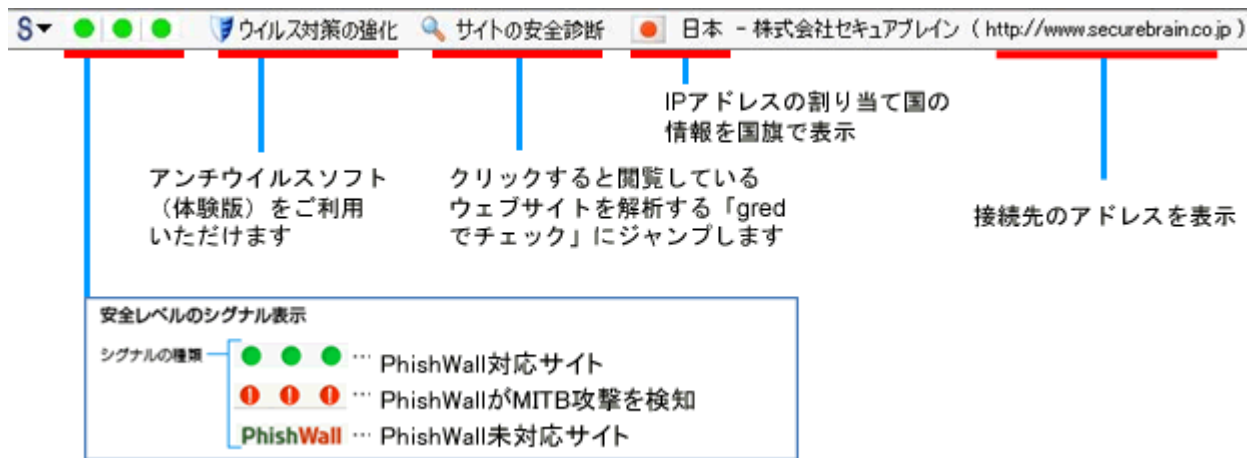 S▼ ウイルス対策の強化 サイトの安全診断 日本 - 株式会社セキュアブレイン ( http://www.securebrain.co.jp )
IPアドレスの割り当て国の
情報を国旗で表示
アンチウイルスソフト
（体験版）をご利用
いただけます
クリックすると閲覧している
ウェブサイトを解析する「gred
でチェック」にジャンプします
接続先のアドレスを表示
安全レベルのシグナル表示
シグナルの種類
… PhishWall対応サイト
… PhishWallがMITB攻撃を検知
PhishWall … PhishWall未対応サイト